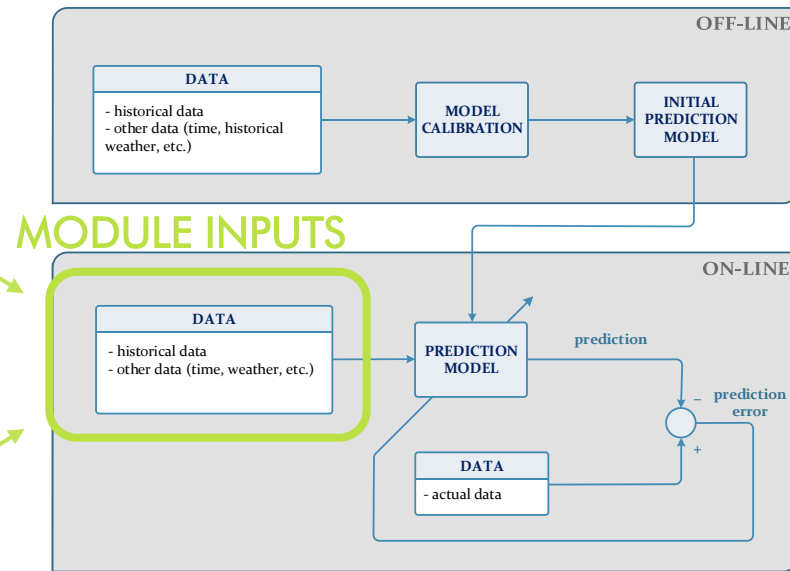 OFF-LINE
DATA
- historical data
- other data (time, historical
weather, etc.)
MODEL
CALIBRATION
INITIAL
PREDICTION
MODEL
MODULE INPUTS
ON-LINE
DATA
- historical data
- other data (time, weather, etc.)
PREDICTION
MODEL
prediction
−
prediction
error
+
DATA
- actual data